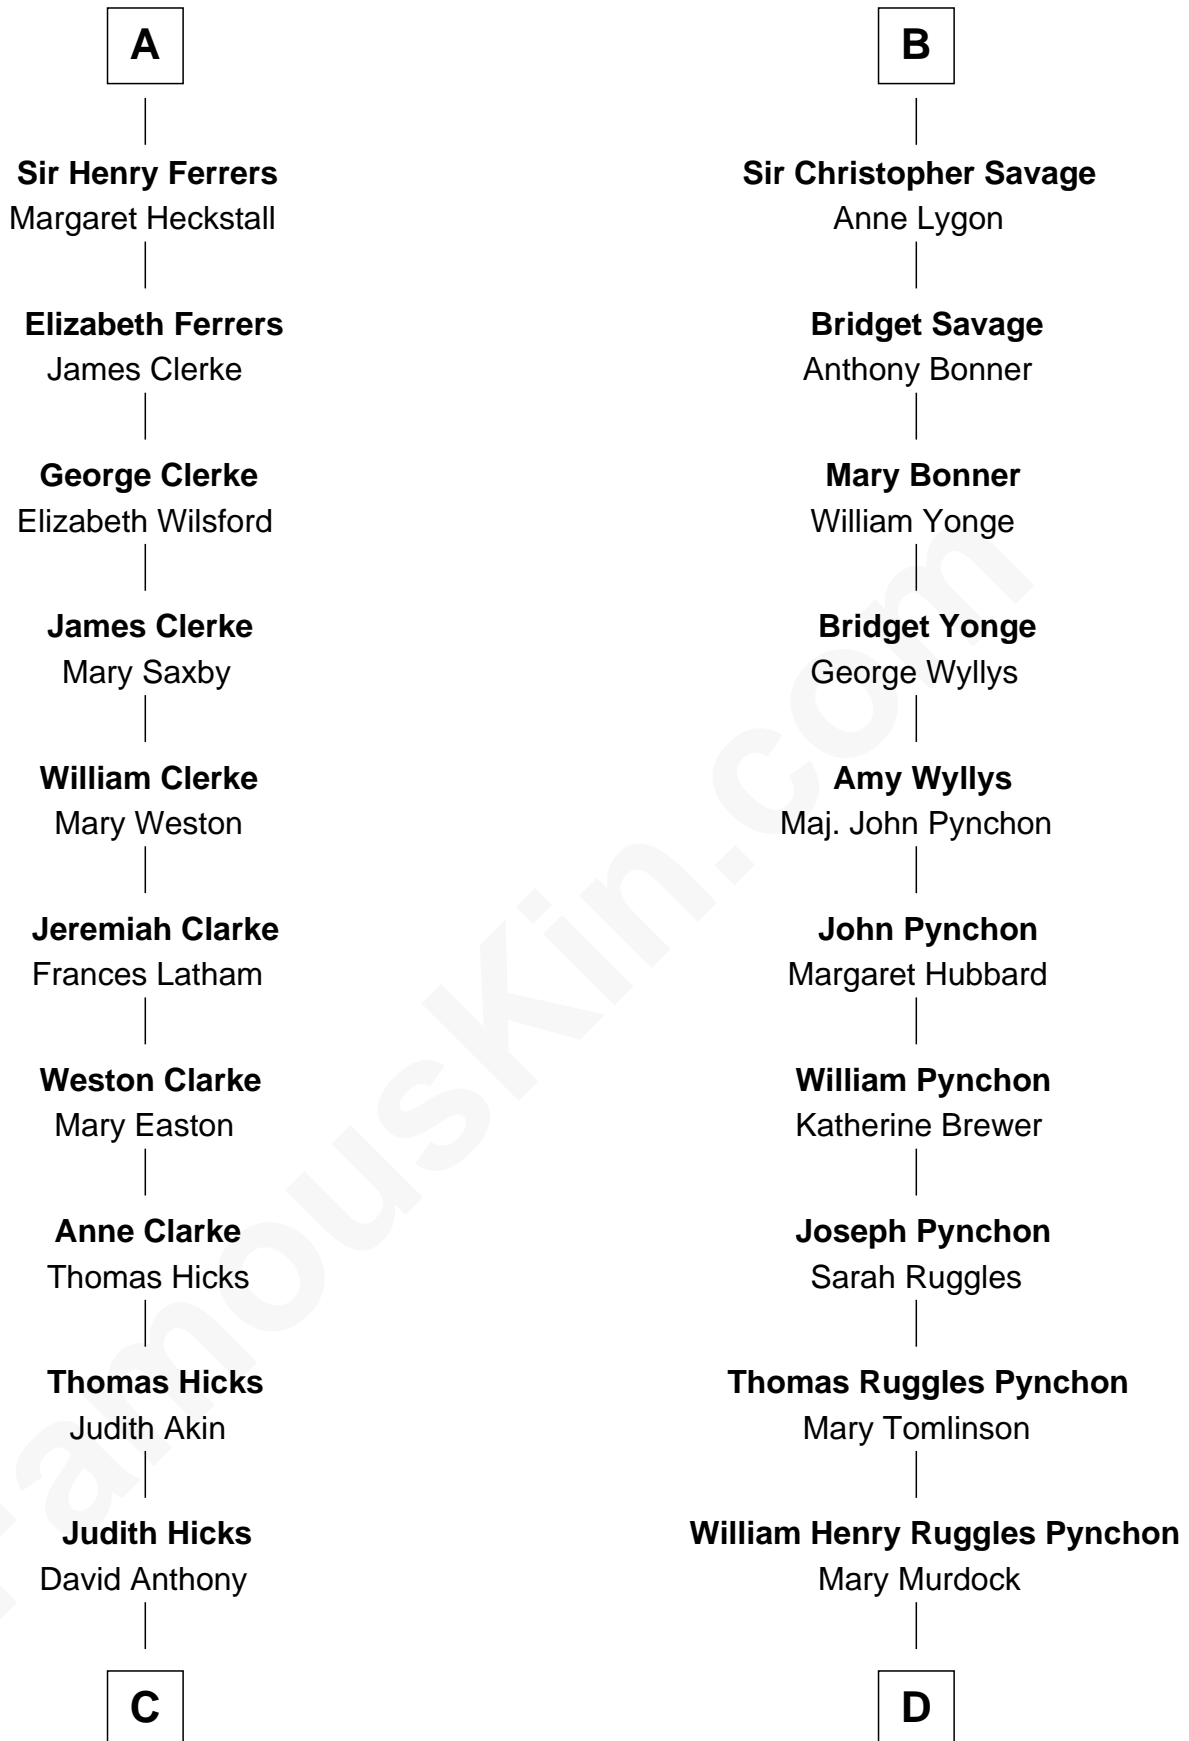 A
Sir Henry Ferrers
Margaret Heckstall
Elizabeth Ferrers
James Clerke
George Clerke
Elizabeth Wilsford
James Clerke
Mary Saxby
William Clerke
Mary Weston
Jeremiah Clarke
Frances Latham
Weston Clarke
Mary Easton
Anne Clarke
Thomas Hicks
Thomas Hicks
Judith Akin
Judith Hicks
David Anthony
C
B
Sir Christopher Savage
Anne Lygon
Bridget Savage
Anthony Bonner
Mary Bonner
William Yonge
Bridget Yonge
George Wyllys
Amy Wyllys
Maj. John Pynchon
John Pynchon
Margaret Hubbard
William Pynchon
Katherine Brewer
Joseph Pynchon
Sarah Ruggles
Thomas Ruggles Pynchon
Mary Tomlinson
William Henry Ruggles Pynchon
Mary Murdock
D
FamousKin.com